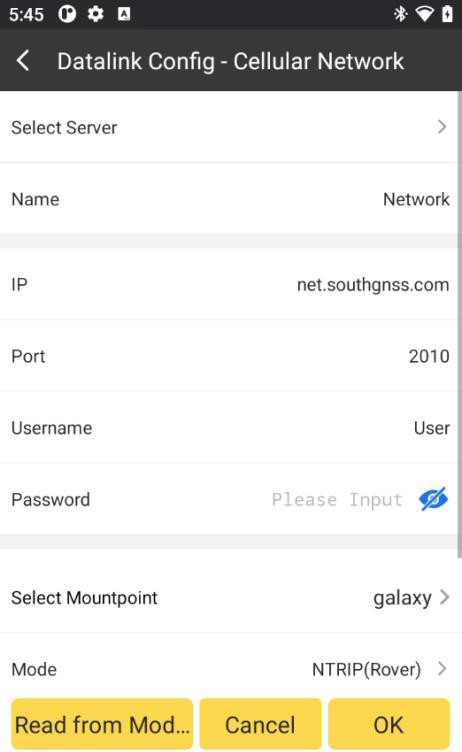 5:45
Datalink Config - Cellular Network
Select Server
Name Network
IP net.southgnss.com
Port 2010
Username User
Password Please Input
Select Mountpoint galaxy
Mode NTRIP(Rover)
Read from Mod... Cancel OK